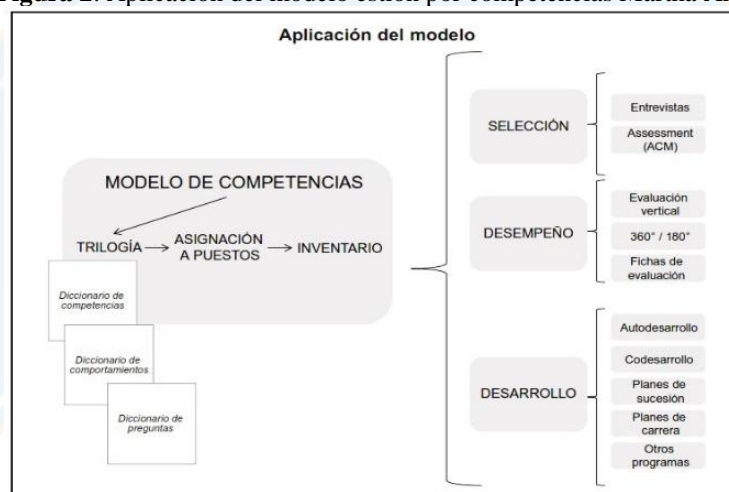 Aplicación del modelo
MODELO DE COMPETENCIAS
TRILOGÍA
ASIGNACIÓN
A PUESTOS
INVENTARIO
Diccionario de
competencias
Diccionario de
comportamientos
Diccionario de
preguntas
SELECCIÓN
Entrevistas
Assessment
(ACM)
DESEMPEÑO
Evaluación
vertical
360° / 180°
Fichas de
evaluación
DESARROLLO
Autodesarrollo
Codesarrollo
Planes de
sucesión
Planes de
carrera
Otros
programas